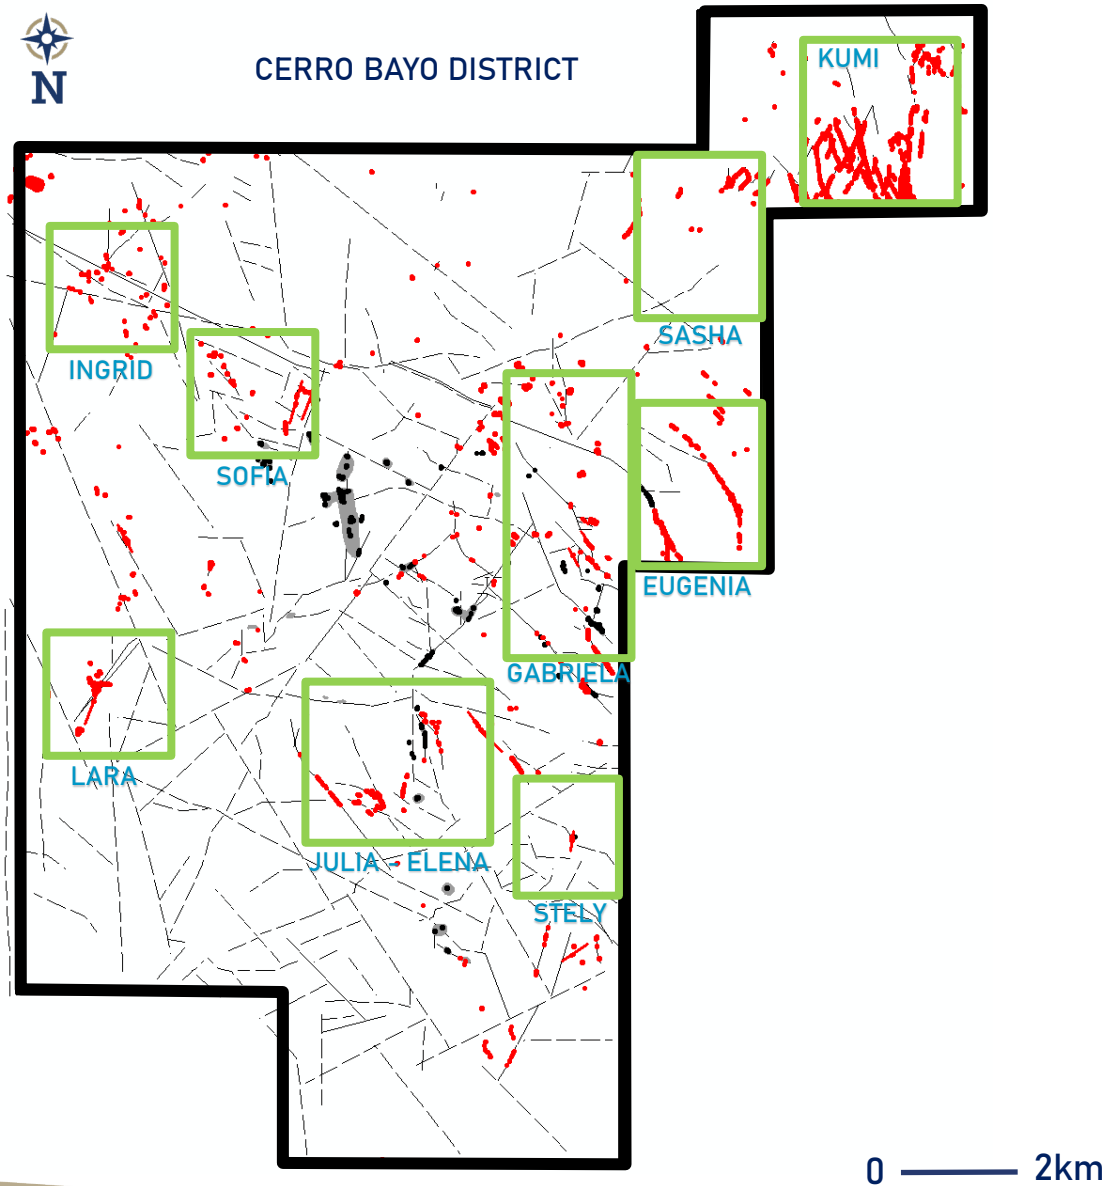 CERRO BAYO DISTRICT
N
KUMI
SASHA
INGRID
SOFIA
EUGENIA
GABRIELA
LARA
JULIA - ELENA
STELY
0 2km